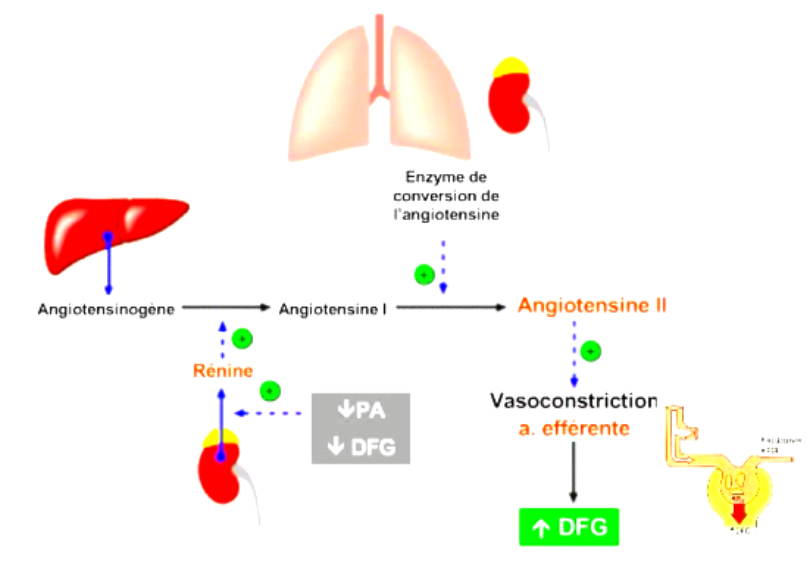 Enzyme de
conversion de
l'angiotensine
Angiotensinogène
Angiotensine I
Angiotensine II
Rénine
↓PA
↓ DFG
Vasoconstriction
a. efférente
↑ DFG